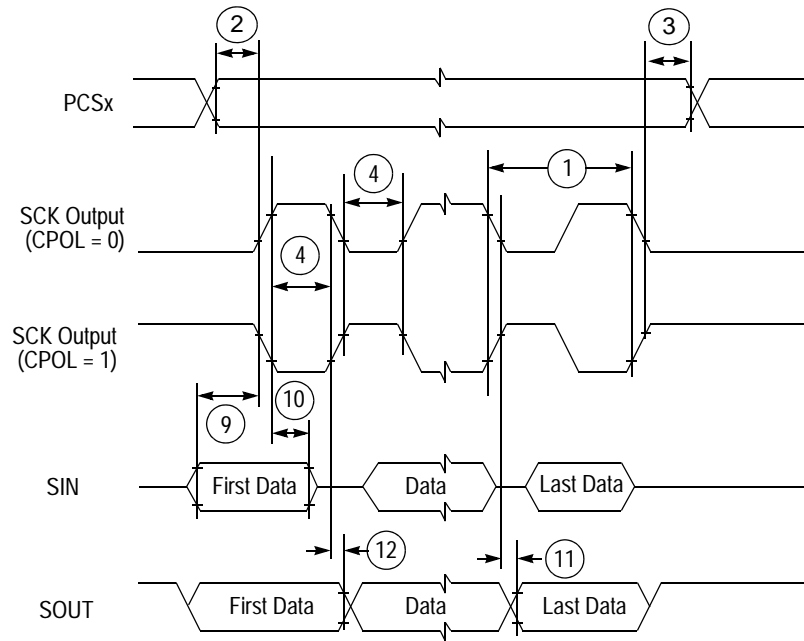 2
3
PCSx
4
1
SCK Output
(CPOL = 0)
4
SCK Output
(CPOL = 1)
9
10
SIN
First Data
Data
Last Data
12
11
SOUT
First Data
Data
Last Data